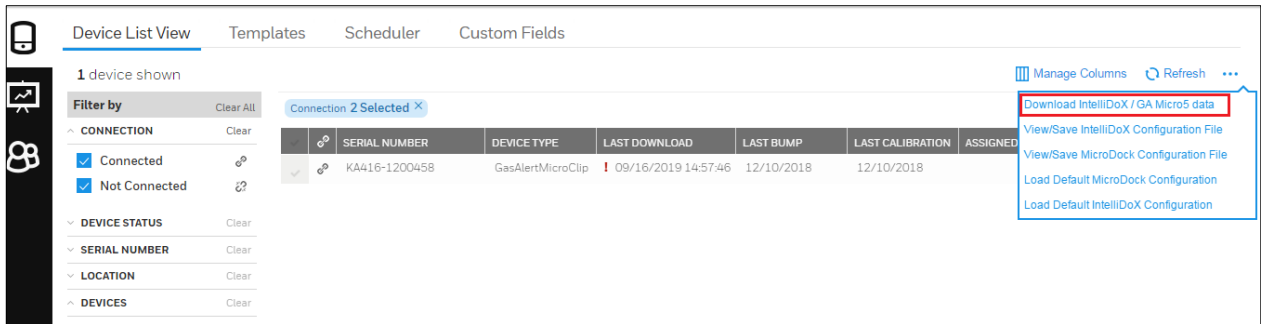 Device List View Templates Scheduler Custom Fields
1 device shown
Manage Columns Refresh
Filter by Clear All
Connection 2 Selected ×
Download IntelliDoX / GA Micro5 data
CONNECTION Clear
View/Save IntelliDoX Configuration File
SERIAL NUMBER DEVICE TYPE LAST DOWNLOAD LAST BUMP LAST CALIBRATION ASSIGNED
View/Save MicroDock Configuration File
Connected
KA416-1200458 GasAlertMicroClip ! 09/16/2019 14:57:46 12/10/2018 12/10/2018
Load Default MicroDock Configuration
Not Connected
Load Default IntelliDoX Configuration
DEVICE STATUS Clear
SERIAL NUMBER Clear
LOCATION Clear
DEVICES Clear